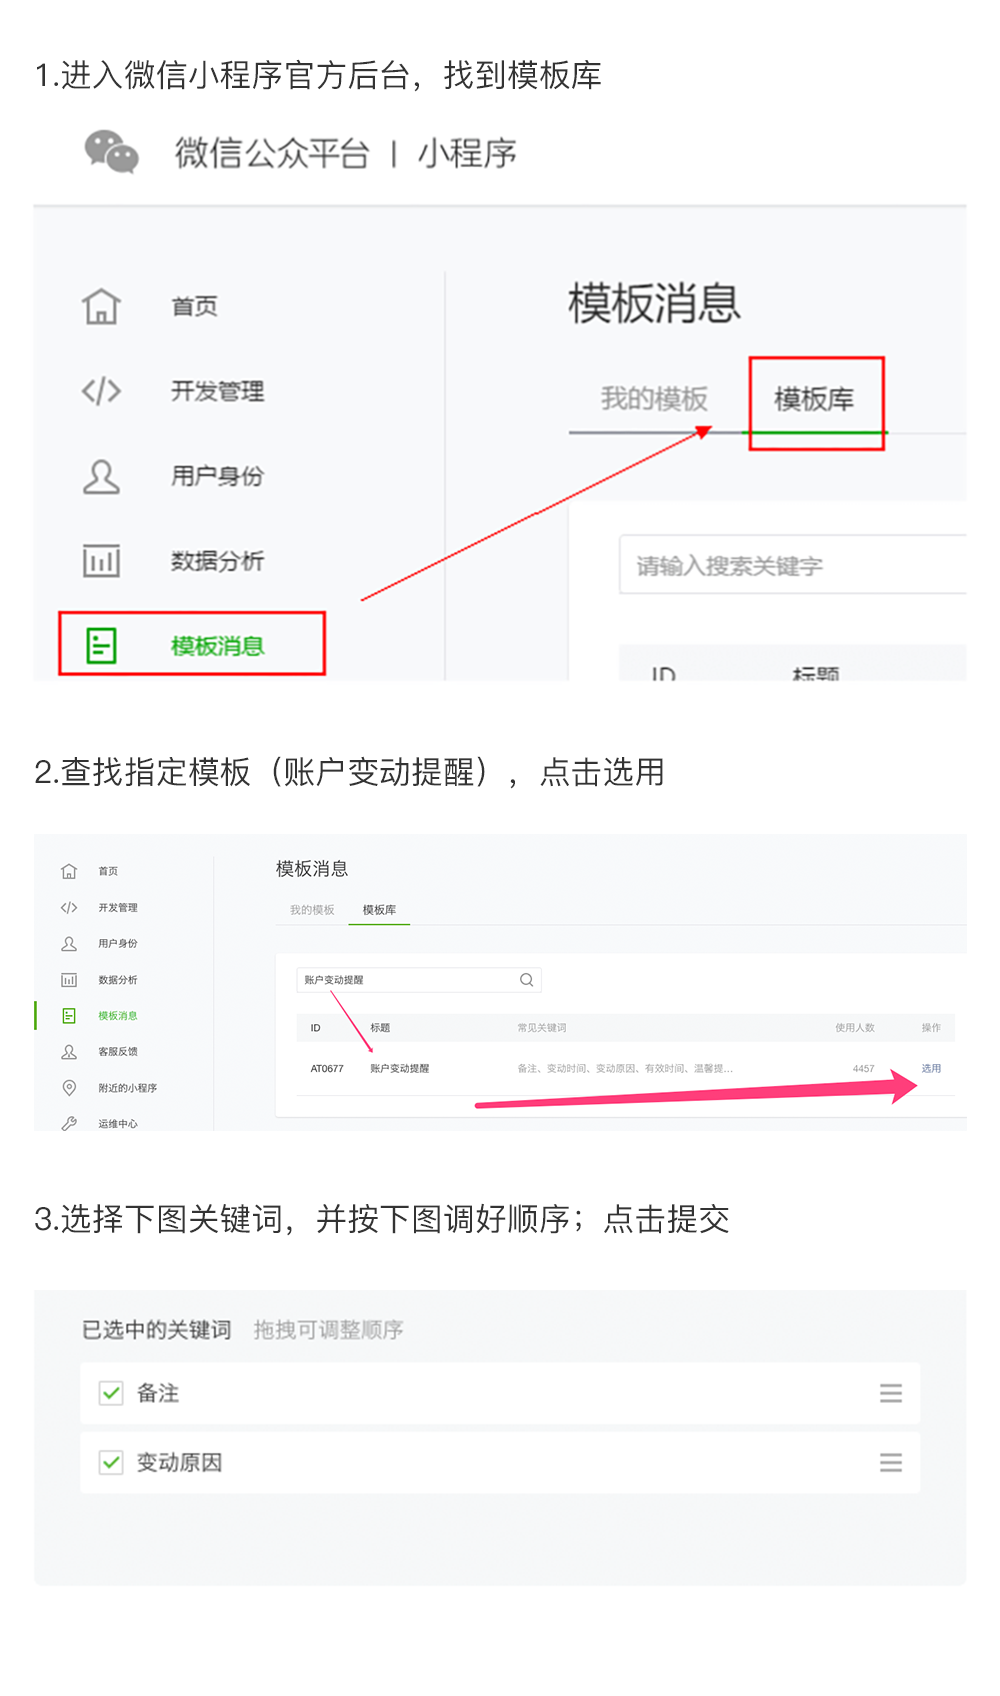 1.进入微信小程序官方后台，找到模板库
微信公众平台 | 小程序
首页
开发管理
用户身份
数据分析
模板消息
模板消息
我的模板 模板库
请输入搜索关键字
ID 标题
2.查找指定模板（账户变动提醒），点击选用
首页
开发管理
用户身份
数据分析
模板消息
客服反馈
附近的小程序
运维中心
模板消息
我的模板 模板库
账户变动提醒
ID 标题 常见关键词 使用人数 操作
AT0677 账户变动提醒 备注、变动时间、变动原因、有效时间、温馨提... 4457 选用
3.选择下图关键词，并按下图调好顺序；点击提交
已选中的关键词 拖拽可调整顺序
备注
变动原因